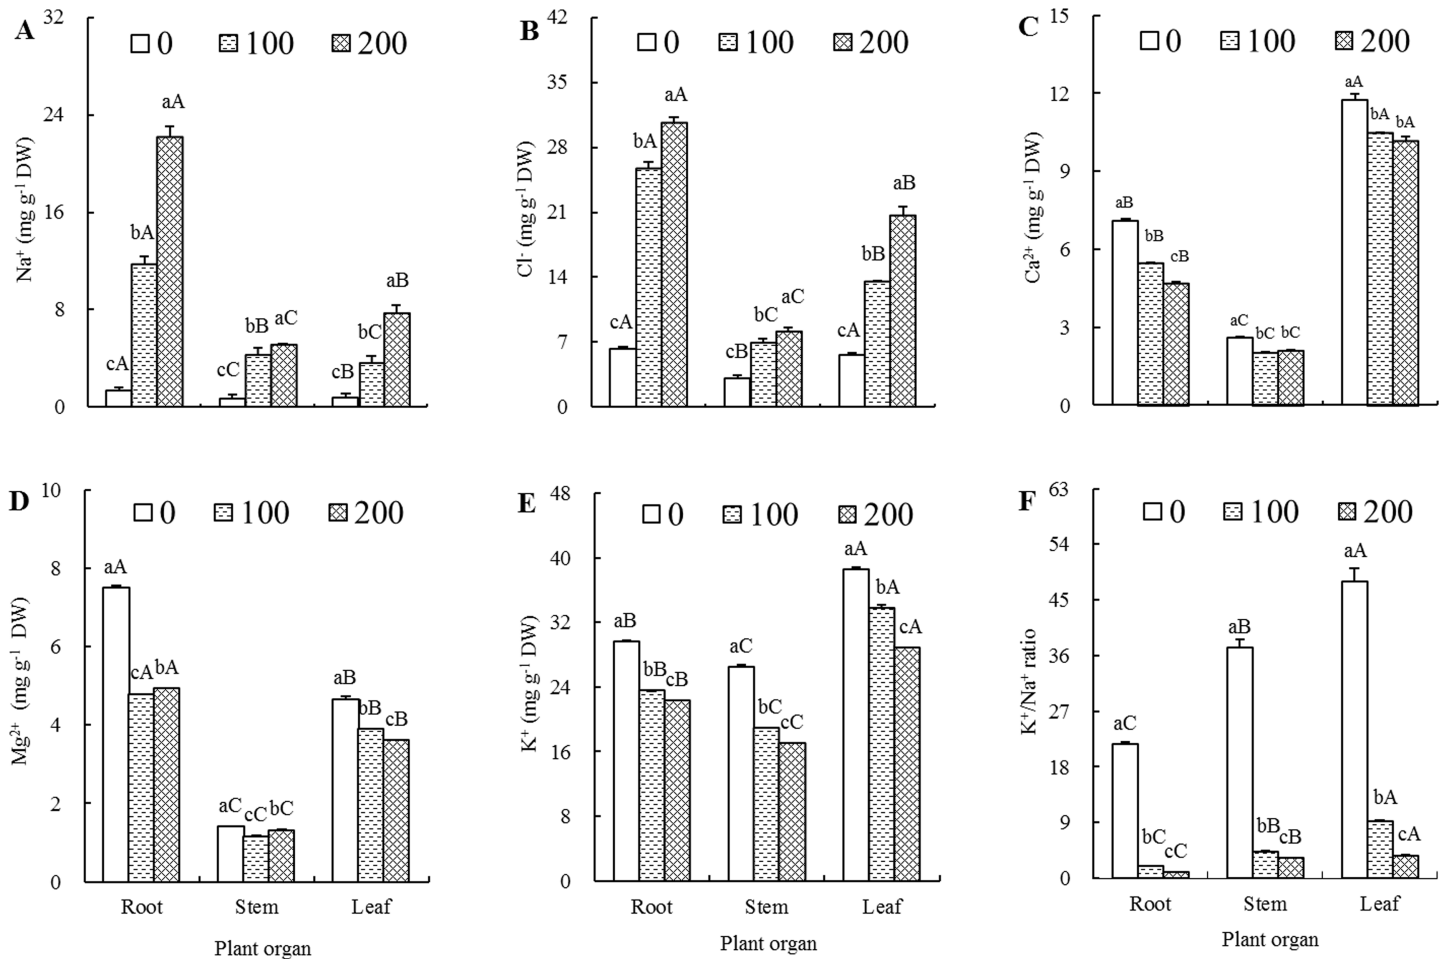 A
Na⁺ (mg g⁻¹ DW)
32
24
16
8
0
0 100 200
cA bA aA
cC bB aC
cB bC aB
B
Cl⁻ (mg g⁻¹ DW)
42
35
28
21
14
7
0
0 100 200
cA bA aA
cB bC aC
cA bB aB
C
Ca²⁺ (mg g⁻¹ DW)
15
12
9
6
3
0
0 100 200
aB bB cB
aC bC bC
aA bA bA
D
Mg²⁺ (mg g⁻¹ DW)
10
8
6
4
2
0
0 100 200
aA cA bA
aC cC bC
aB bB cB
Root Stem Leaf
Plant organ
E
K⁺ (mg g⁻¹ DW)
48
40
32
24
16
8
0
0 100 200
aB bB cB
aC bC cC
aA bA cA
Root Stem Leaf
Plant organ
F
K⁺/Na⁺ ratio
63
54
45
36
27
18
9
0
0 100 200
aC bC cC
aB bB cB
aA bA cA
Root Stem Leaf
Plant organ